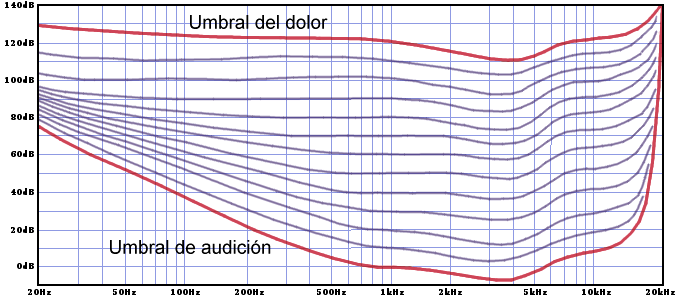 140dB
Umbral del dolor
120dB
100dB
80dB
60dB
40dB
20dB
Umbral de audición
0dB
20Hz 50Hz 100Hz 200Hz 500Hz 1kHz 2kHz 5kHz 10kHz 20kHz